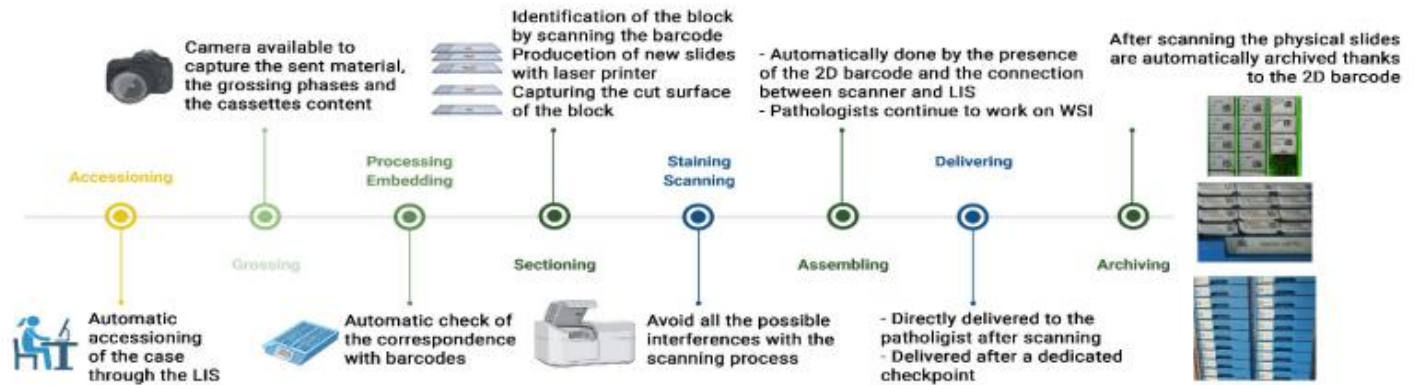 Camera available to
capture the sent material,
the grossing phases and
the cassettes content
Identification of the block
by scanning the barcode
Producetion of new slides
with laser printer
Capturing the cut surface
of the block
- Automatically done by the presence
of the 2D barcode and the connection
between scanner and LIS
- Pathologists continue to work on WSI
After scanning the physical slides
are automatically archived thanks
to the 2D barcode
Accessioning
Processing
Embedding
Staining
Scanning
Delivering
Grossing
Sectioning
Assembling
Archiving
Automatic
accessioning
of the case
through the LIS
Automatic check of
the correspondence
with barcodes
Avoid all the possible
interferences with the
scanning process
- Directly delivered to the
patholigist after scanning
- Delivered after a dedicated
checkpoint